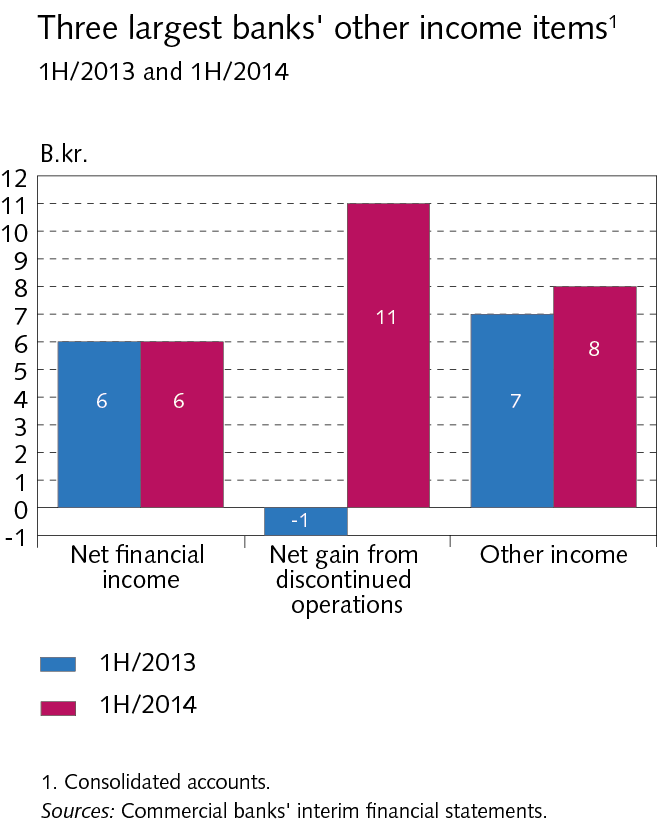 Three largest banks' other income items¹
1H/2013 and 1H/2014
B.kr.
12
11
10
9
8
7
6
5
4
3
2
1
0
-1
6
6
-1
11
7
8
Net financial
income
Net gain from
discontinued
operations
Other income
1H/2013
1H/2014
1. Consolidated accounts.
Sources: Commercial banks' interim financial statements.